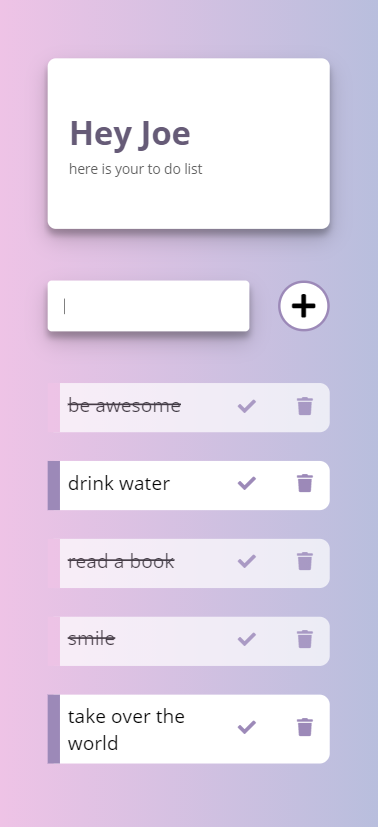 Hey Joe
here is your to do list
be awesome
drink water
read a book
smile
take over the
world